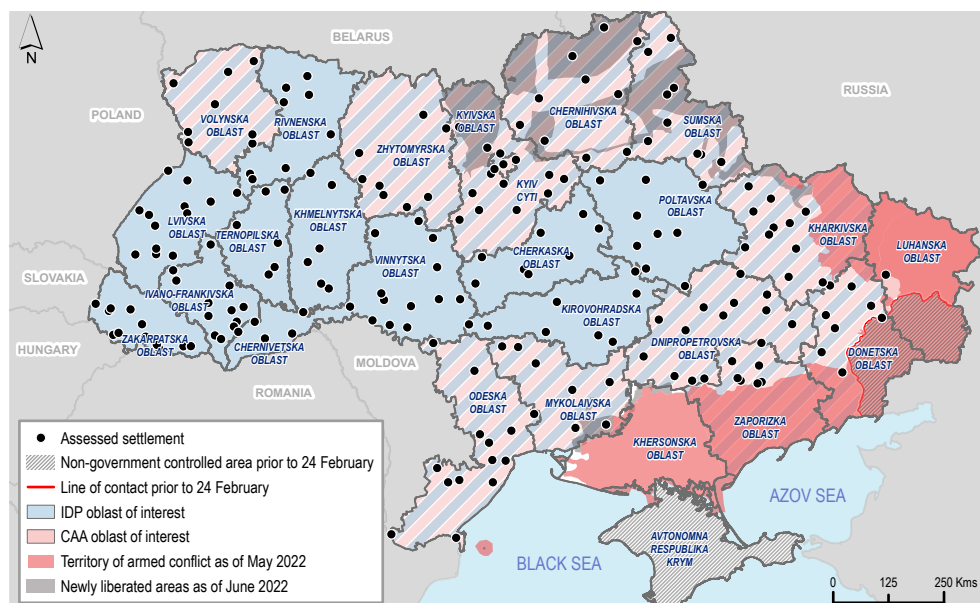 N
BELARUS
POLAND
RUSSIA
VOLYNSKA
OBLAST
RIVNENSKA
OBLAST
ZHYTOMYRSKA
OBLAST
KYIVSKA
OBLAST
CHERNIHIVSKA
OBLAST
SUMSKA
OBLAST
KYIV
CYTI
LVIVSKA
OBLAST
TERNOPILSKA
OBLAST
KHMELNYTSKA
OBLAST
VINNYTSKA
OBLAST
CHERKASKA
OBLAST
POLTAVSKA
OBLAST
KHARKIVSKA
OBLAST
LUHANSKA
OBLAST
SLOVAKIA
IVANO-FRANKIVSKA
OBLAST
ZAKARPATSKA
OBLAST
CHERNIVETSKA
OBLAST
KIROVOHRADSKA
OBLAST
DNIPROPETROVSKA
OBLAST
DONETSKA
OBLAST
HUNGARY
MOLDOVA
ROMANIA
ODESKA
OBLAST
MYKOLAIVSKA
OBLAST
ZAPORIZKA
OBLAST
KHERSONSKA
OBLAST
AZOV SEA
AVTONOMNA
RESPUBLIKA
KRYM
BLACK SEA
Assessed settlement
Non-government controlled area prior to 24 February
Line of contact prior to 24 February
IDP oblast of interest
CAA oblast of interest
Territory of armed conflict as of May 2022
Newly liberated areas as of June 2022
0 125 250 Kms